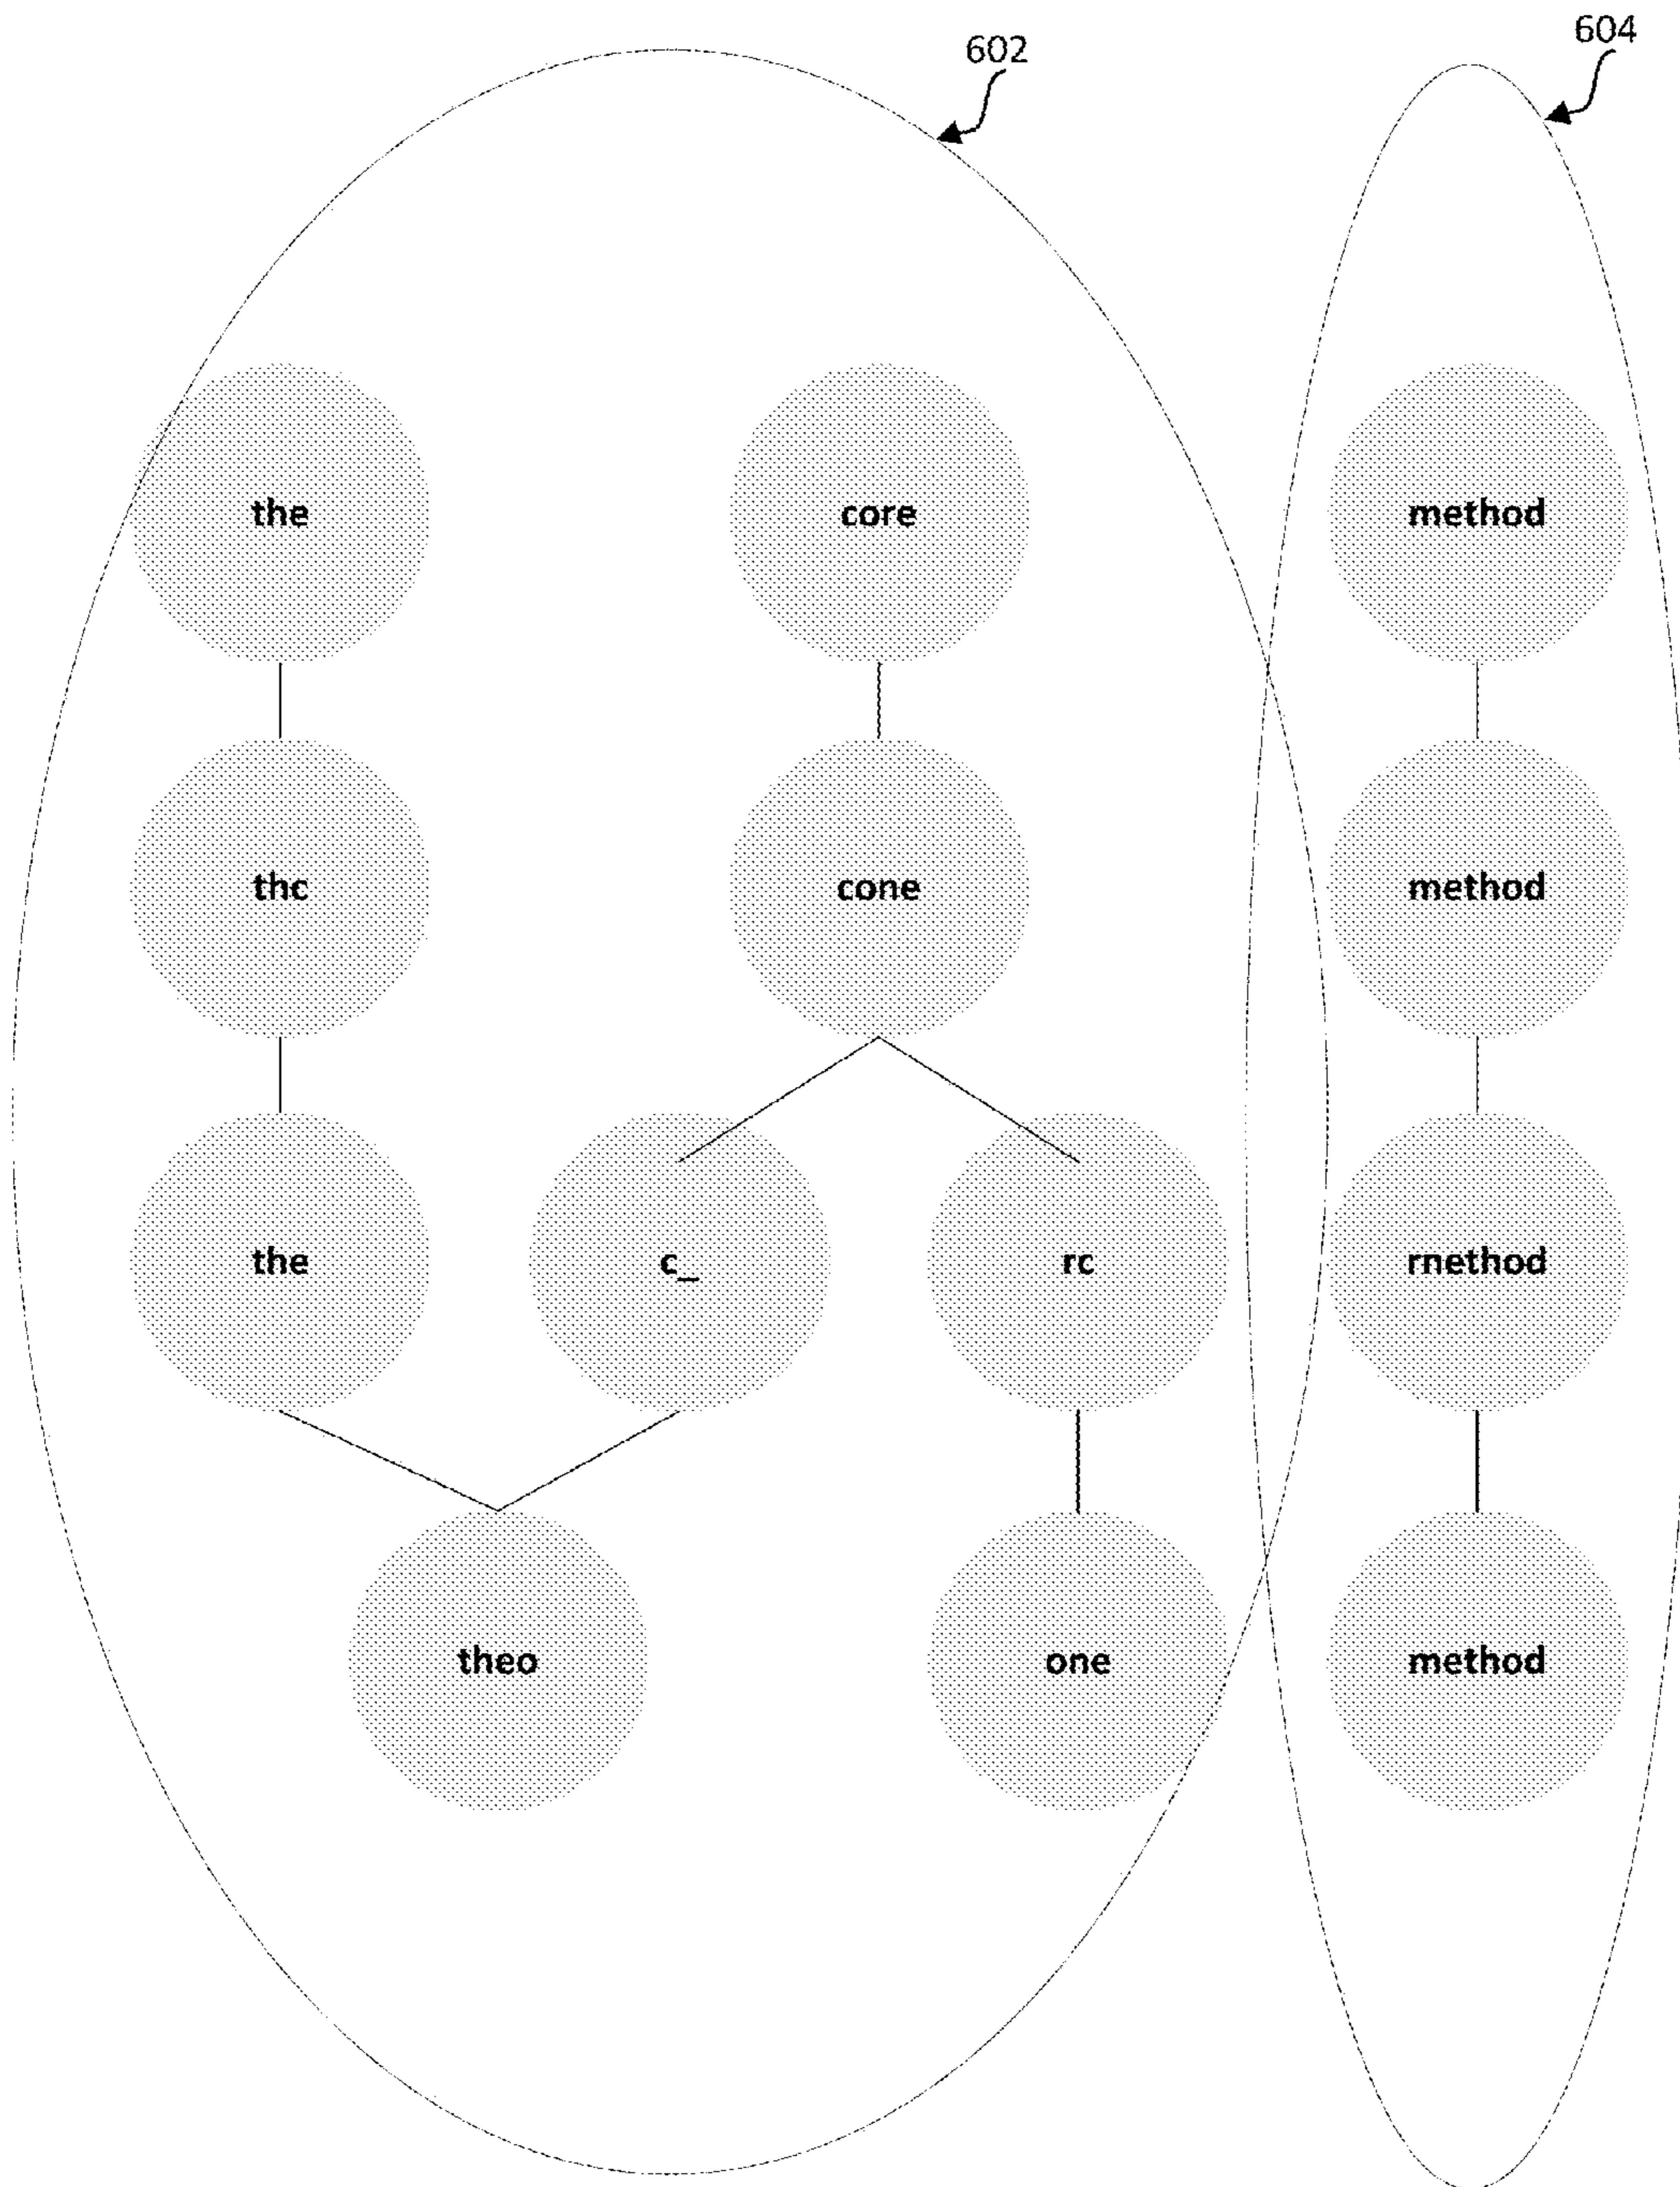 602
604
the
core
method
thc
cone
method
the
c_
rc
rnethod
theo
one
method